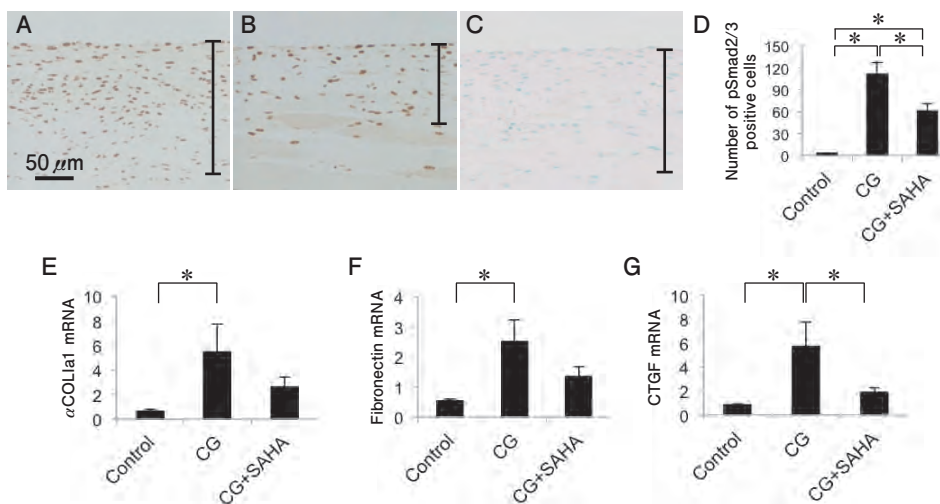 A
B
C
50 μm
D
Number of pSmad2/3
positive cells
150
120
90
60
30
0
*
*
*
Control
CG
CG+SAHA
E
αCOLIa1 mRNA
10
8
6
4
2
0
*
Control
CG
CG+SAHA
F
Fibronectin mRNA
4
3
2
1
0
*
Control
CG
CG+SAHA
G
CTGF mRNA
10
8
6
4
2
0
*
*
Control
CG
CG+SAHA